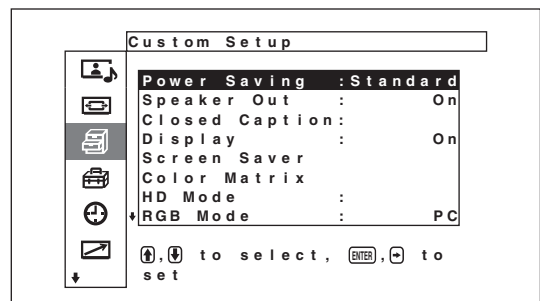 Custom Setup
Power Saving :Standard
Speaker Out : On
Closed Caption:
Display : On
Screen Saver
Color Matrix
HD Mode :
RGB Mode : PC
, to select, ENTER , to
set